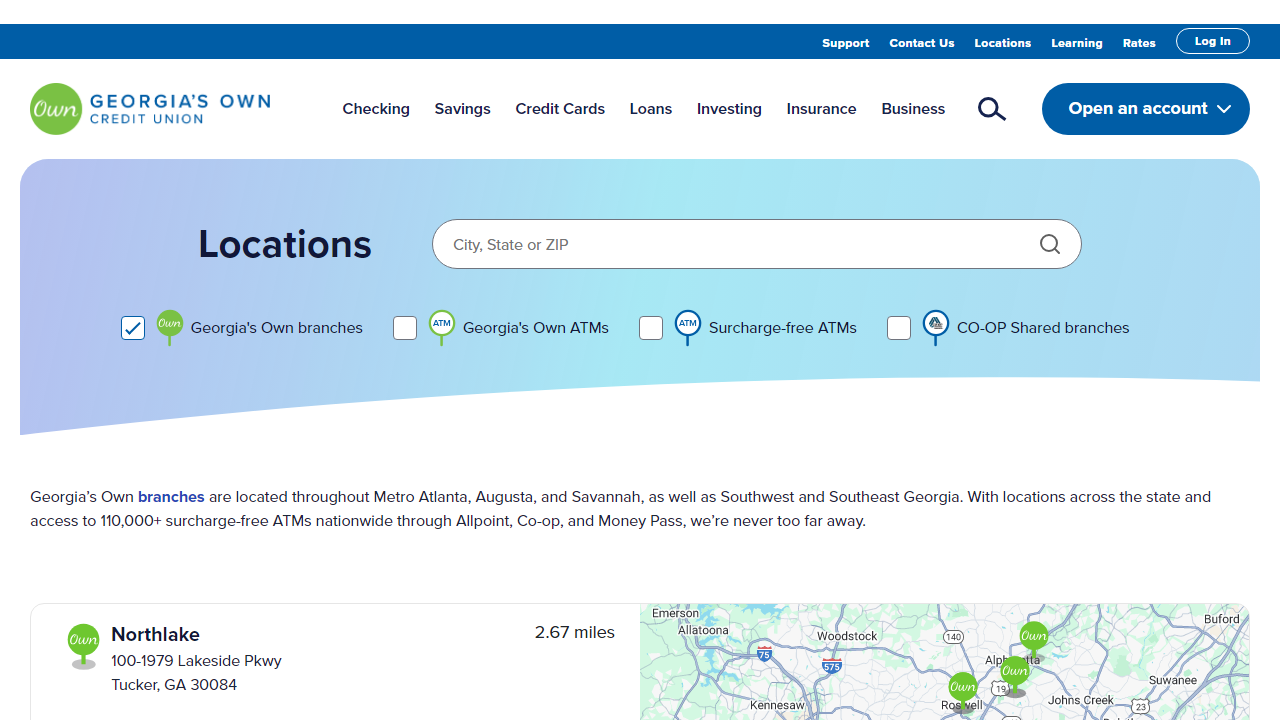 Support Contact Us Locations Learning Rates Log In
Own GEORGIA'S OWN
CREDIT UNION
Checking Savings Credit Cards Loans Investing Insurance Business Open an account
Locations
City, State or ZIP
Own Georgia's Own branches
ATM Georgia's Own ATMs
ATM Surcharge-free ATMs
CO-OP Shared branches
Georgia’s Own branches are located throughout Metro Atlanta, Augusta, and Savannah, as well as Southwest and Southeast Georgia. With locations across the state and
access to 110,000+ surcharge-free ATMs nationwide through Allpoint, Co-op, and Money Pass, we’re never too far away.
Own Northlake 2.67 miles
100-1979 Lakeside Pkwy
Tucker, GA 30084
Emerson
Buford
Allatoona
Woodstock
140
Own
75
575
Own
Suwanee
Own
19
Kennesaw
Roswell
Johns Creek
23